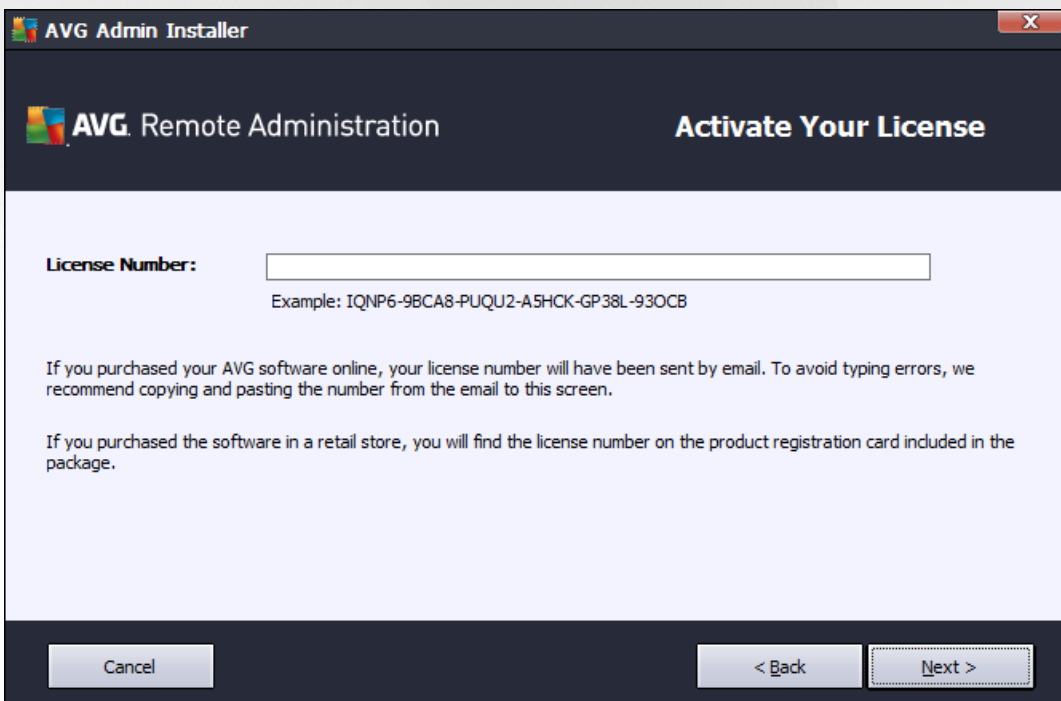 AVG Admin Installer
AVG. Remote Administration
Activate Your License
License Number:
Example: IQNP6-9BCA8-PUQU2-A5HCK-GP38L-93OCB
If you purchased your AVG software online, your license number will have been sent by email. To avoid typing errors, we
recommend copying and pasting the number from the email to this screen.
If you purchased the software in a retail store, you will find the license number on the product registration card included in the
package.
Cancel
< Back
Next >